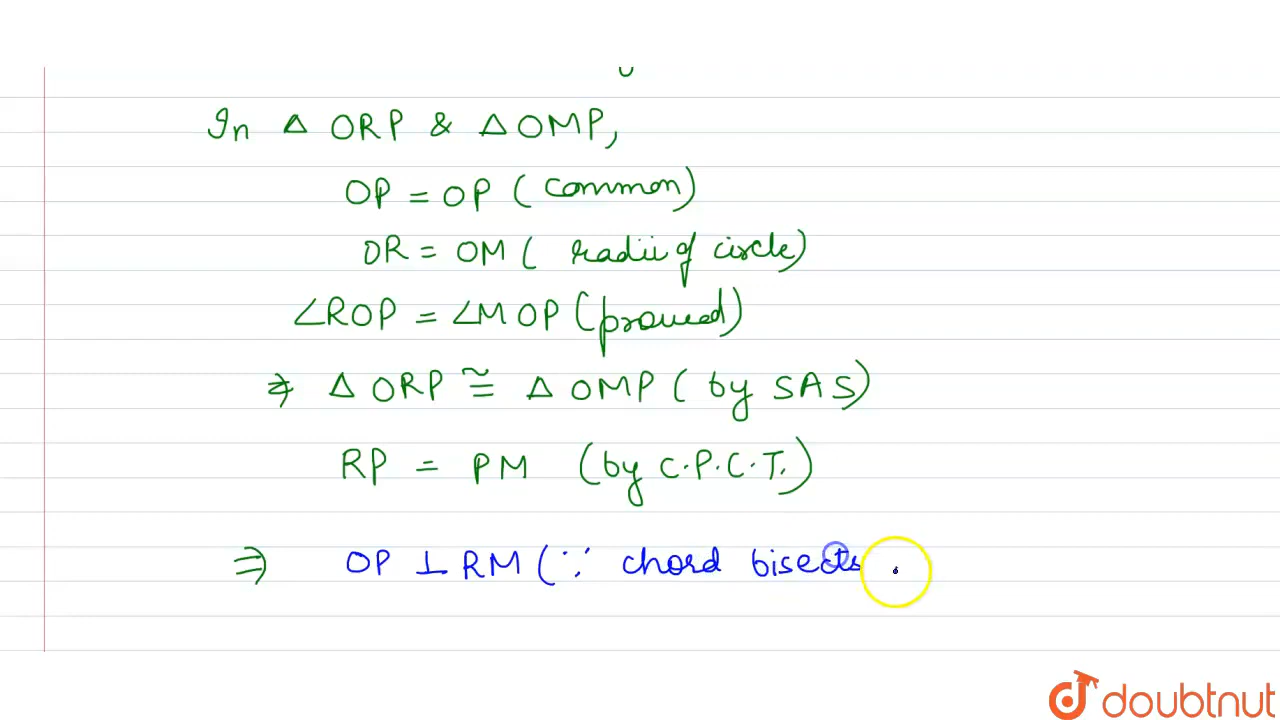 In Δ ORP & Δ OMP,
OP = OP (common)
OR = OM ( radii of circle)
∠ROP = ∠MOP (proved)
⇒ Δ ORP ≅ Δ OMP ( by SAS)
RP = PM (by C.P.C.T.)
⇒ OP ⊥ RM (∵ chord bisects
doubtnut